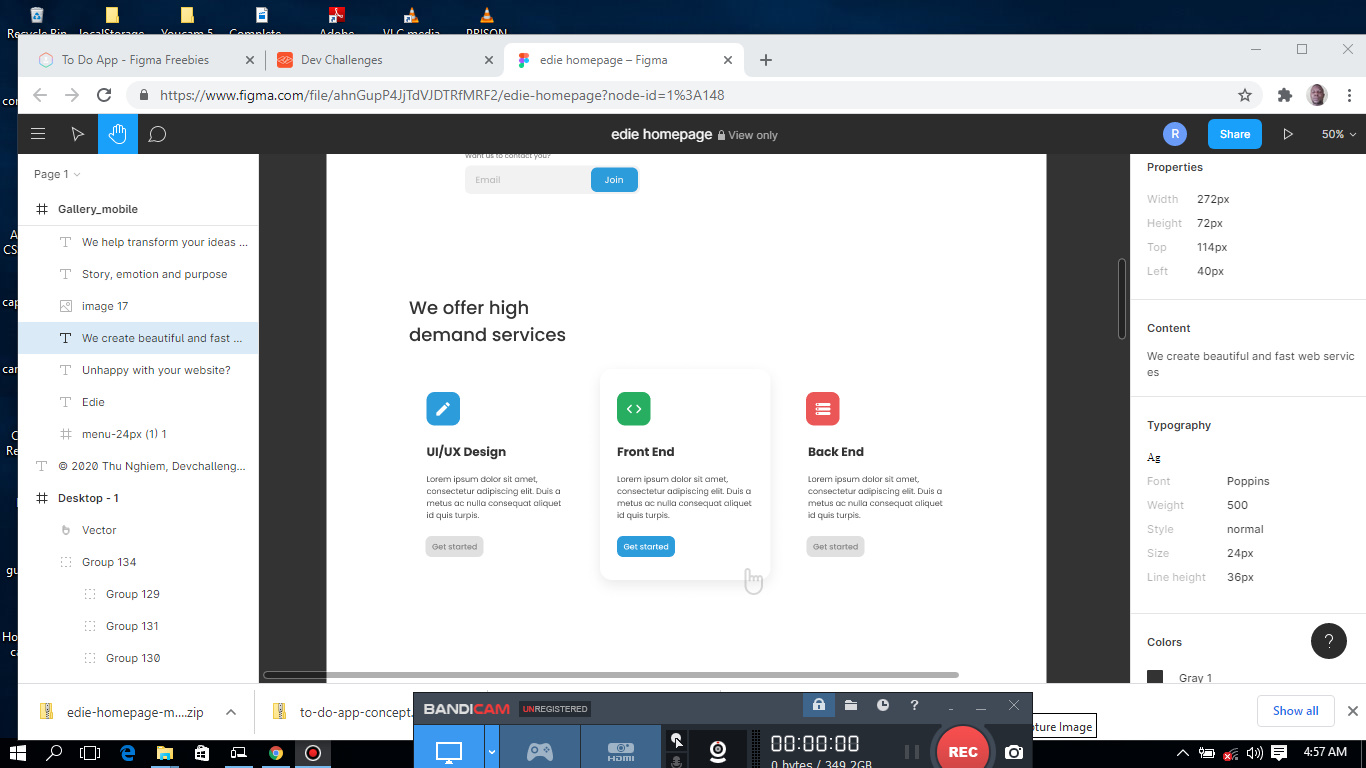 Recycle Bin
localStorage
Youcam 5
Complete
Adobe
VLC media
PRISON
To Do App - Figma Freebies
Dev Challenges
edie homepage – Figma
https://www.figma.com/file/ahnGupP4JjTdVJDTRfMRF2/edie-homepage?node-id=1%3A148
edie homepage
View only
R
Share
50%
Page 1
Gallery_mobile
We help transform your ideas ...
Story, emotion and purpose
image 17
We create beautiful and fast ...
Unhappy with your website?
Edie
menu-24px (1) 1
© 2020 Thu Nghiem, Devchalleng...
Desktop - 1
Vector
Group 134
Group 129
Group 131
Group 130
Want us to contact you?
Email
Join
We offer high
demand services
UI/UX Design
Lorem ipsum dolor sit amet,
consectetur adipiscing elit. Duis a
metus ac nulla consequat aliquet
id quis turpis.
Get started
Front End
Lorem ipsum dolor sit amet,
consectetur adipiscing elit. Duis a
metus ac nulla consequat aliquet
id quis turpis.
Get started
Back End
Lorem ipsum dolor sit amet,
consectetur adipiscing elit. Duis a
metus ac nulla consequat aliquet
id quis turpis.
Get started
Properties
Width 272px
Height 72px
Top 114px
Left 40px
Content
We create beautiful and fast web servic
es
Typography
Ag
Font Poppins
Weight 500
Style normal
Size 24px
Line height 36px
Colors
Gray 1
?
edie-homepage-m....zip
to-do-app-concept.
Show all
BANDICAM
UNREGISTERED
?
HDMI
00:00:00
0 bytes / 349.2GB
REC
pture Image
4:57 AM